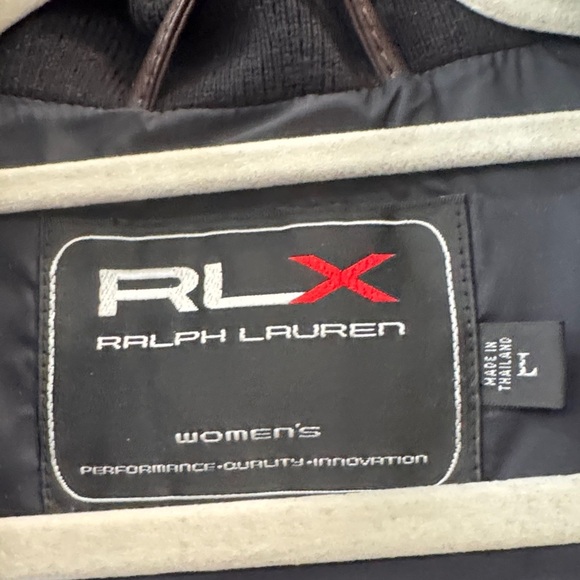 RLX
RALPH LAUREN
WOMEN'S
PERFORMANCE•QUALITY•INNOVATION
MADE IN
THAILAND
L